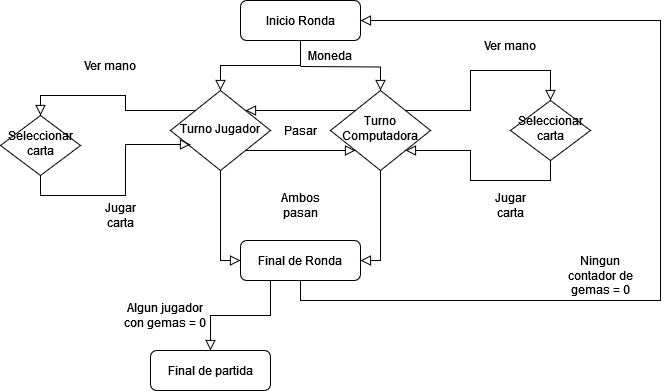 Inicio Ronda
Moneda
Ver mano
Ver mano
Seleccionar
carta
Turno Jugador
Pasar
Turno
Computadora
Seleccionar
carta
Jugar
carta
Ambos
pasan
Jugar
carta
Final de Ronda
Ningun
contador de
gemas = 0
Algun jugador
con gemas = 0
Final de partida